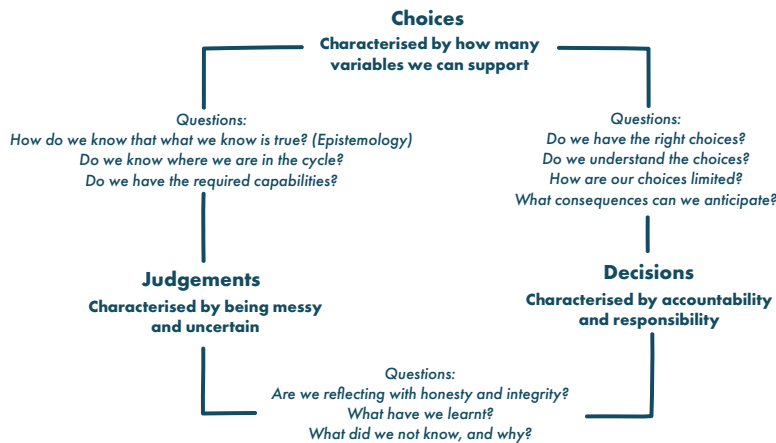 Choices
Characterised by how many
variables we can support
Questions:
How do we know that what we know is true? (Epistemology)
Do we know where we are in the cycle?
Do we have the required capabilities?
Questions:
Do we have the right choices?
Do we understand the choices?
How are our choices limited?
What consequences can we anticipate?
Judgements
Characterised by being messy
and uncertain
Decisions
Characterised by accountability
and responsibility
Questions:
Are we reflecting with honesty and integrity?
What have we learnt?
What did we not know, and why?